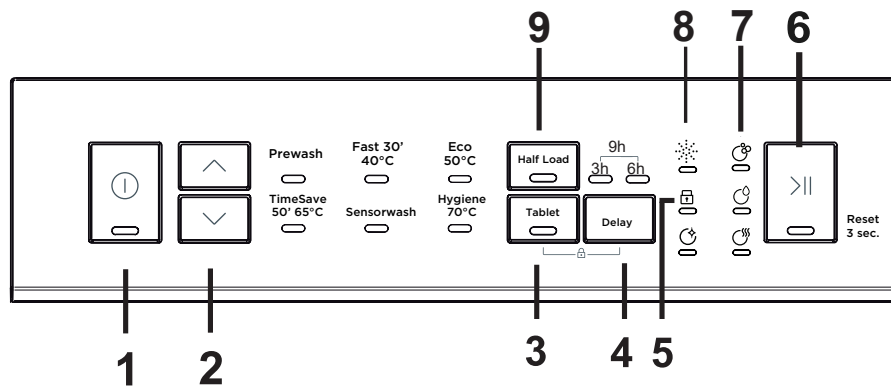 9
8
7
6
Prewash
Fast 30’
40°C
Eco
50°C
Half Load
9h
3h 6h
TimeSave
50’ 65°C
Sensorwash
Hygiene
70°C
Tablet
Delay
Reset
3 sec.
1
2
3
4
5